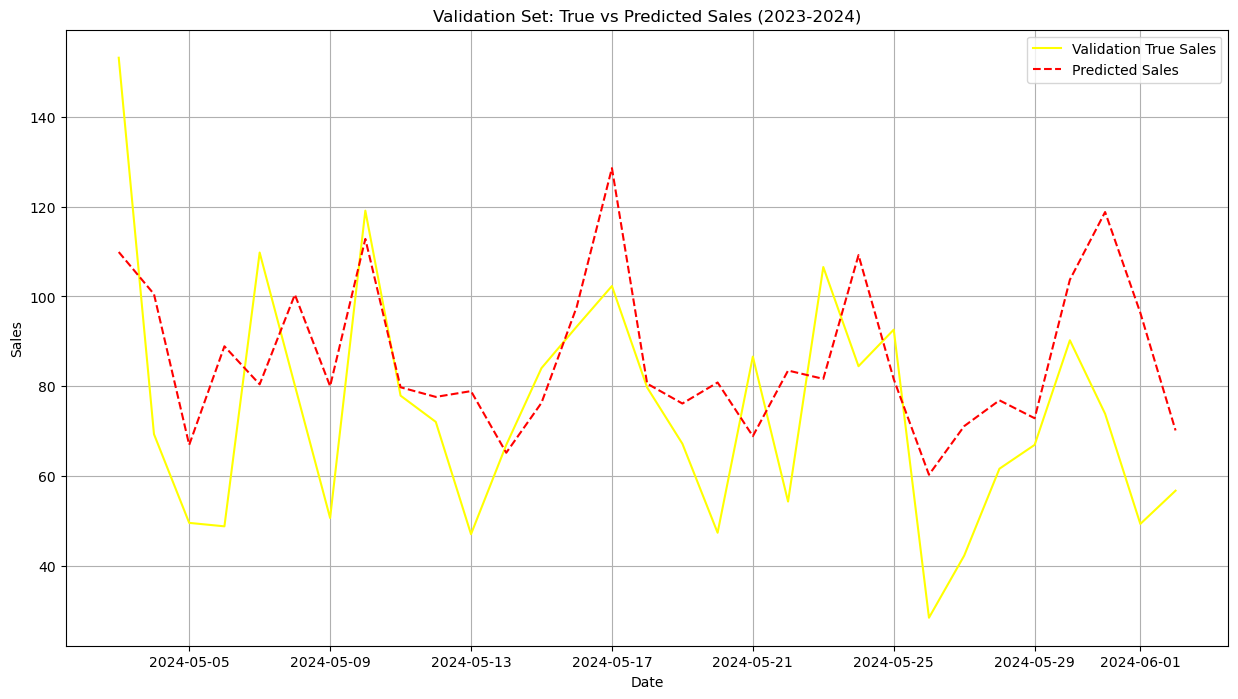 Validation Set: True vs Predicted Sales (2023-2024)
Validation True Sales
Predicted Sales
Sales
140
120
100
80
60
40
2024-05-05
2024-05-09
2024-05-13
2024-05-17
2024-05-21
2024-05-25
2024-05-29
2024-06-01
Date